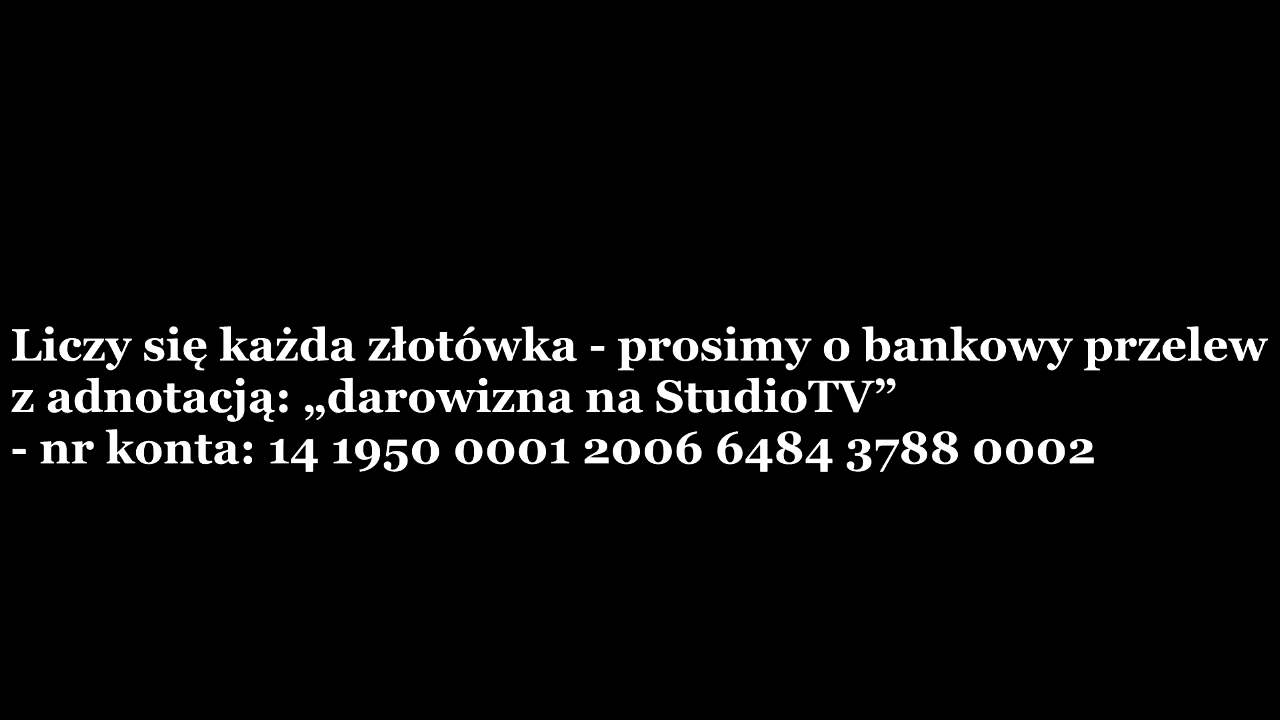 Liczy się każda złotówka - prosimy o bankowy przelew
z adnotacją: „darowizna na StudioTV”
- nr konta: 14 1950 0001 2006 6484 3788 0002